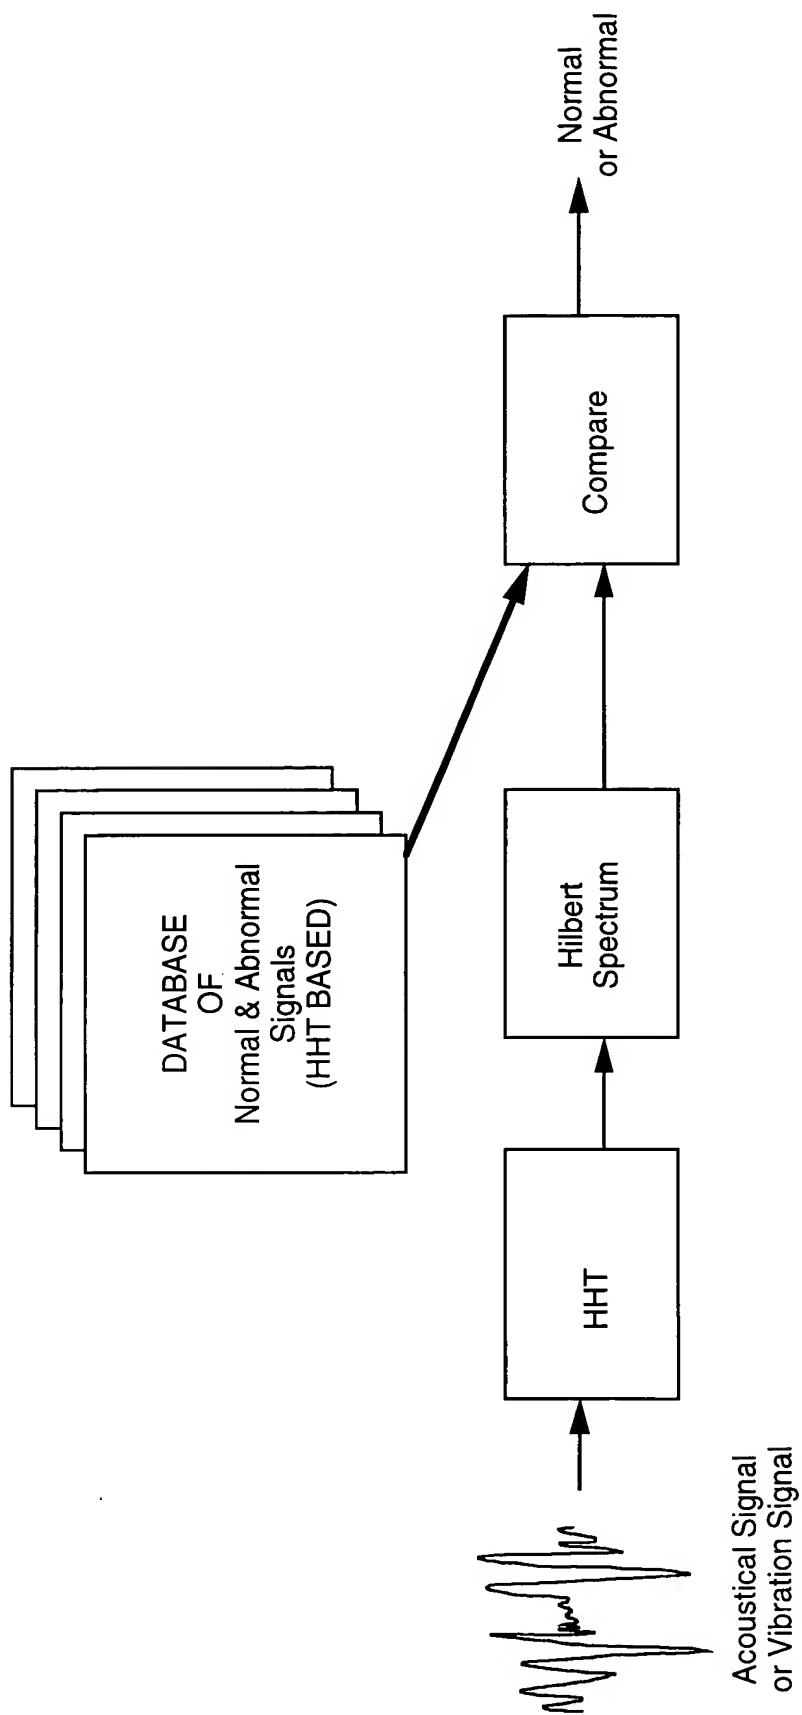 DATABASE
OF
Normal & Abnormal
Signals
(HHT BASED)
Acoustical Signal
or Vibration Signal
HHT
Hilbert
Spectrum
Compare
Normal
or Abnormal